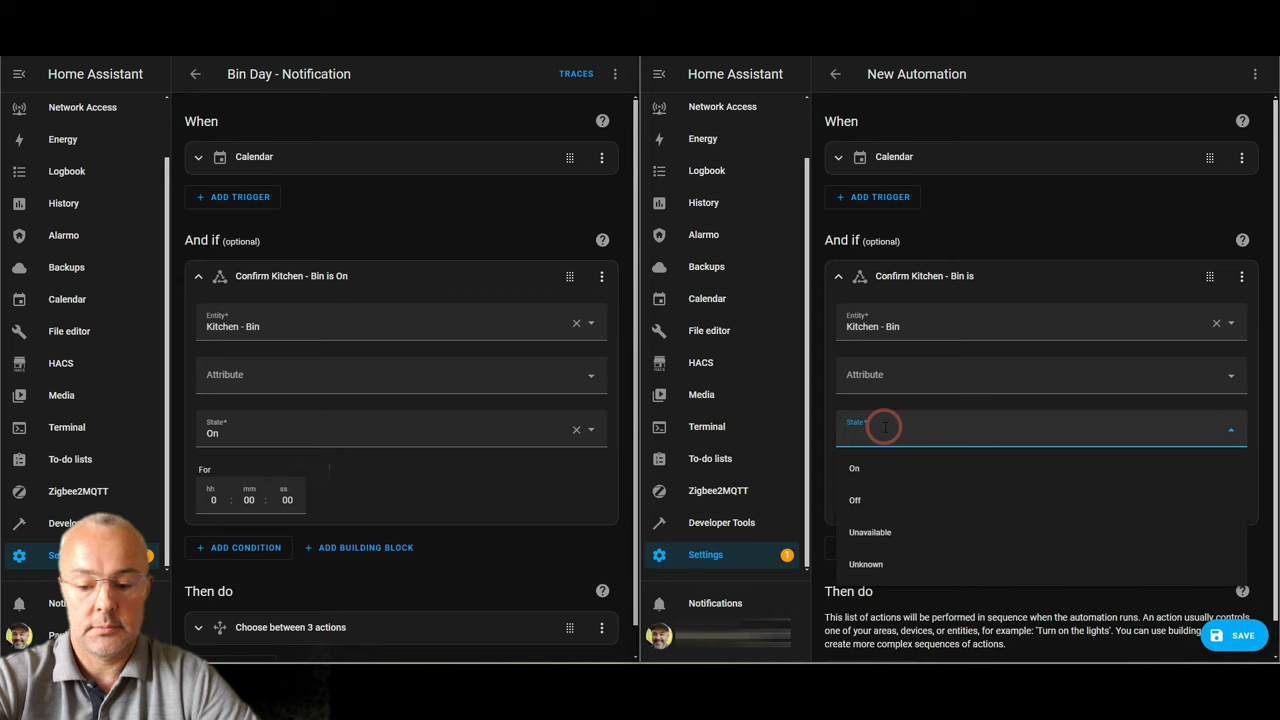 Home Assistant
Network Access
Energy
Logbook
History
Alarmo
Backups
Calendar
File editor
HACS
Media
Terminal
To-do lists
Zigbee2MQTT
Bin Day - Notification
TRACES
When
Calendar
+ ADD TRIGGER
And if (optional)
Confirm Kitchen - Bin is On
Entity*
Kitchen - Bin
Attribute
State*
On
For
hh
mm
ss
0 : 00 : 00
+ ADD CONDITION
+ ADD BUILDING BLOCK
Then do
Choose between 3 actions
Home Assistant
Network Access
Energy
Logbook
History
Alarmo
Backups
Calendar
File editor
HACS
Media
Terminal
To-do lists
Zigbee2MQTT
Developer Tools
Settings
1
Notifications
New Automation
When
Calendar
+ ADD TRIGGER
And if (optional)
Confirm Kitchen - Bin is
Entity*
Kitchen - Bin
Attribute
State*
On
Off
Unavailable
Unknown
Then do
This list of actions will be performed in sequence when the automation runs. An action usually controls
one of your areas, devices, or entities, for example: 'Turn on the lights'. You can use building
create more complex sequences of actions.
SAVE